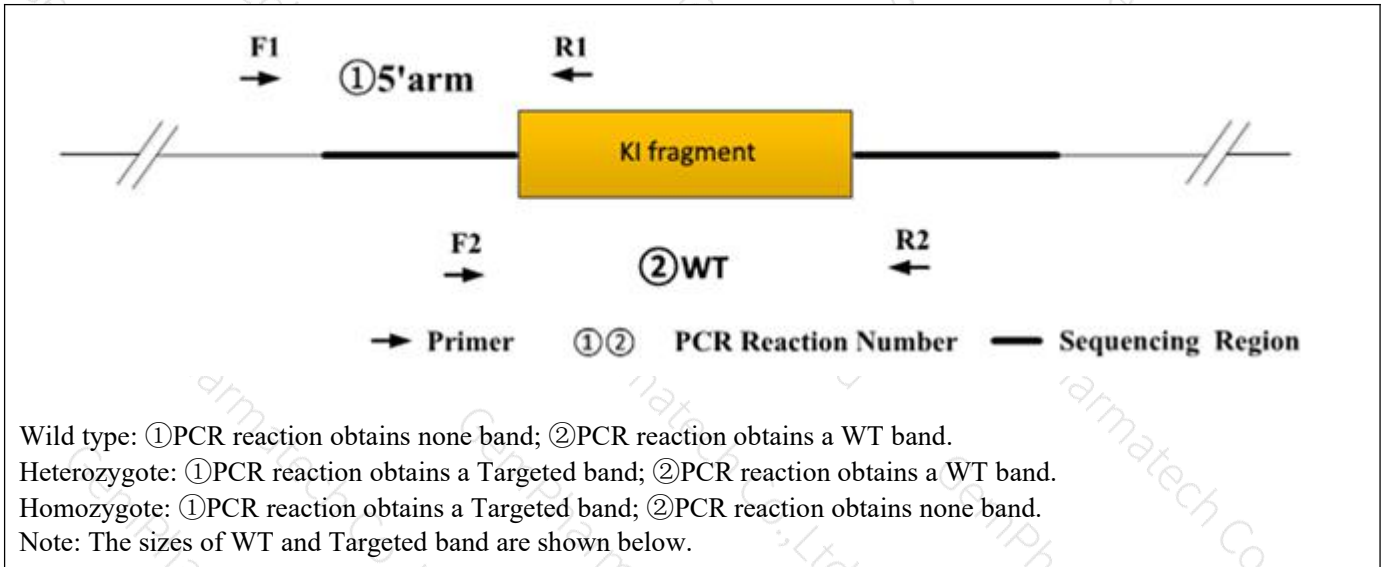 F1
R1
①5'arm
KI fragment
F2
R2
②WT
Primer ①② PCR Reaction Number Sequencing Region
Wild type: ①PCR reaction obtains none band; ②PCR reaction obtains a WT band.
Heterozygote: ①PCR reaction obtains a Targeted band; ②PCR reaction obtains a WT band.
Homozygote: ①PCR reaction obtains a Targeted band; ②PCR reaction obtains none band.
Note: The sizes of WT and Targeted band are shown below.